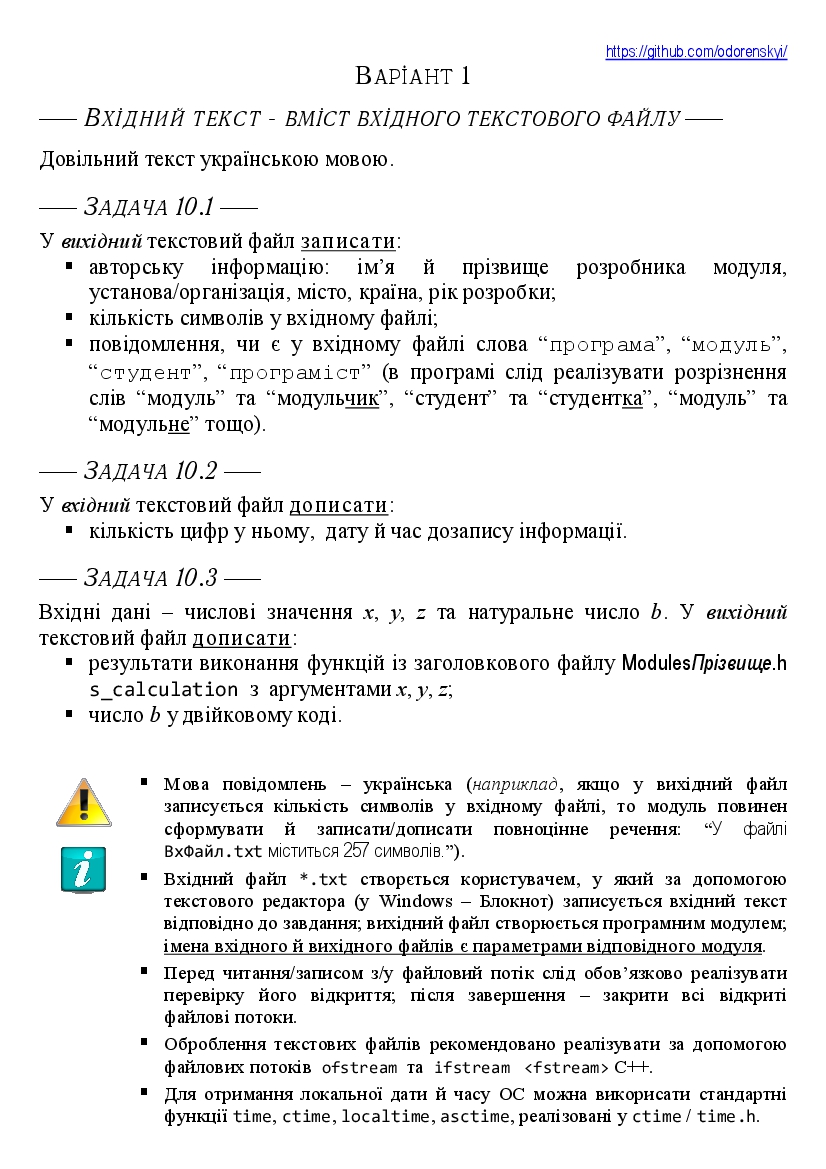 https://github.com/odorenskyi/
ВАРІАНТ 1
—— ВХІДНИЙ ТЕКСТ - ВМІСТ ВХІДНОГО ТЕКСТОВОГО ФАЙЛУ ——
Довільний текст українською мовою.
—— ЗАДАЧА 10.1 ——
У вихідний текстовий файл записати:
▪ авторську інформацію: ім’я й прізвище розробника модуля,
установа/організація, місто, країна, рік розробки;
▪ кількість символів у вхідному файлі;
▪ повідомлення, чи є у вхідному файлі слова “програма”, “модуль”,
“студент”, “програміст” (в програмі слід реалізувати розрізнення
слів “модуль” та “модульчик”, “студент” та “студентка”, “модуль” та
“модульне” тощо).
—— ЗАДАЧА 10.2 ——
У вхідний текстовий файл дописати:
▪ кількість цифр у ньому, дату й час дозапису інформації.
—— ЗАДАЧА 10.3 ——
Вхідні дані – числові значення x, y, z та натуральне число b. У вихідний
текстовий файл дописати:
▪ результати виконання функцій із заголовкового файлу ModulesПрізвище.h
s_calculation з аргументами x, y, z;
▪ число b у двійковому коді.
▪ Мова повідомлень – українська (наприклад, якщо у вихідний файл
записується кількість символів у вхідному файлі, то модуль повинен
сформувати й записати/дописати повноцінне речення: “У файлі
ВхФайл.txt міститься 257 символів.”).
▪ Вхідний файл *.txt створється користувачем, у який за допомогою
текстового редактора (у Windows – Блокнот) записується вхідний текст
відповідно до завдання; вихідний файл створюється програмним модулем;
імена вхідного й вихідного файлів є параметрами відповідного модуля.
▪ Перед читання/записом з/у файловий потік слід обов’язково реалізувати
перевірку його відкриття; після завершення – закрити всі відкриті
файлові потоки.
▪ Оброблення текстових файлів рекомендовано реалізувати за допомогою
файлових потоків ofstream та ifstream <fstream> C++.
▪ Для отримання локальної дати й часу ОС можна викорисати стандартні
функції time, ctime, localtime, asctime, реалізовані у ctime / time.h.